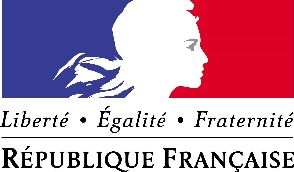 Liberté • Égalité • Fraternité
RÉPUBLIQUE FRANÇAISE